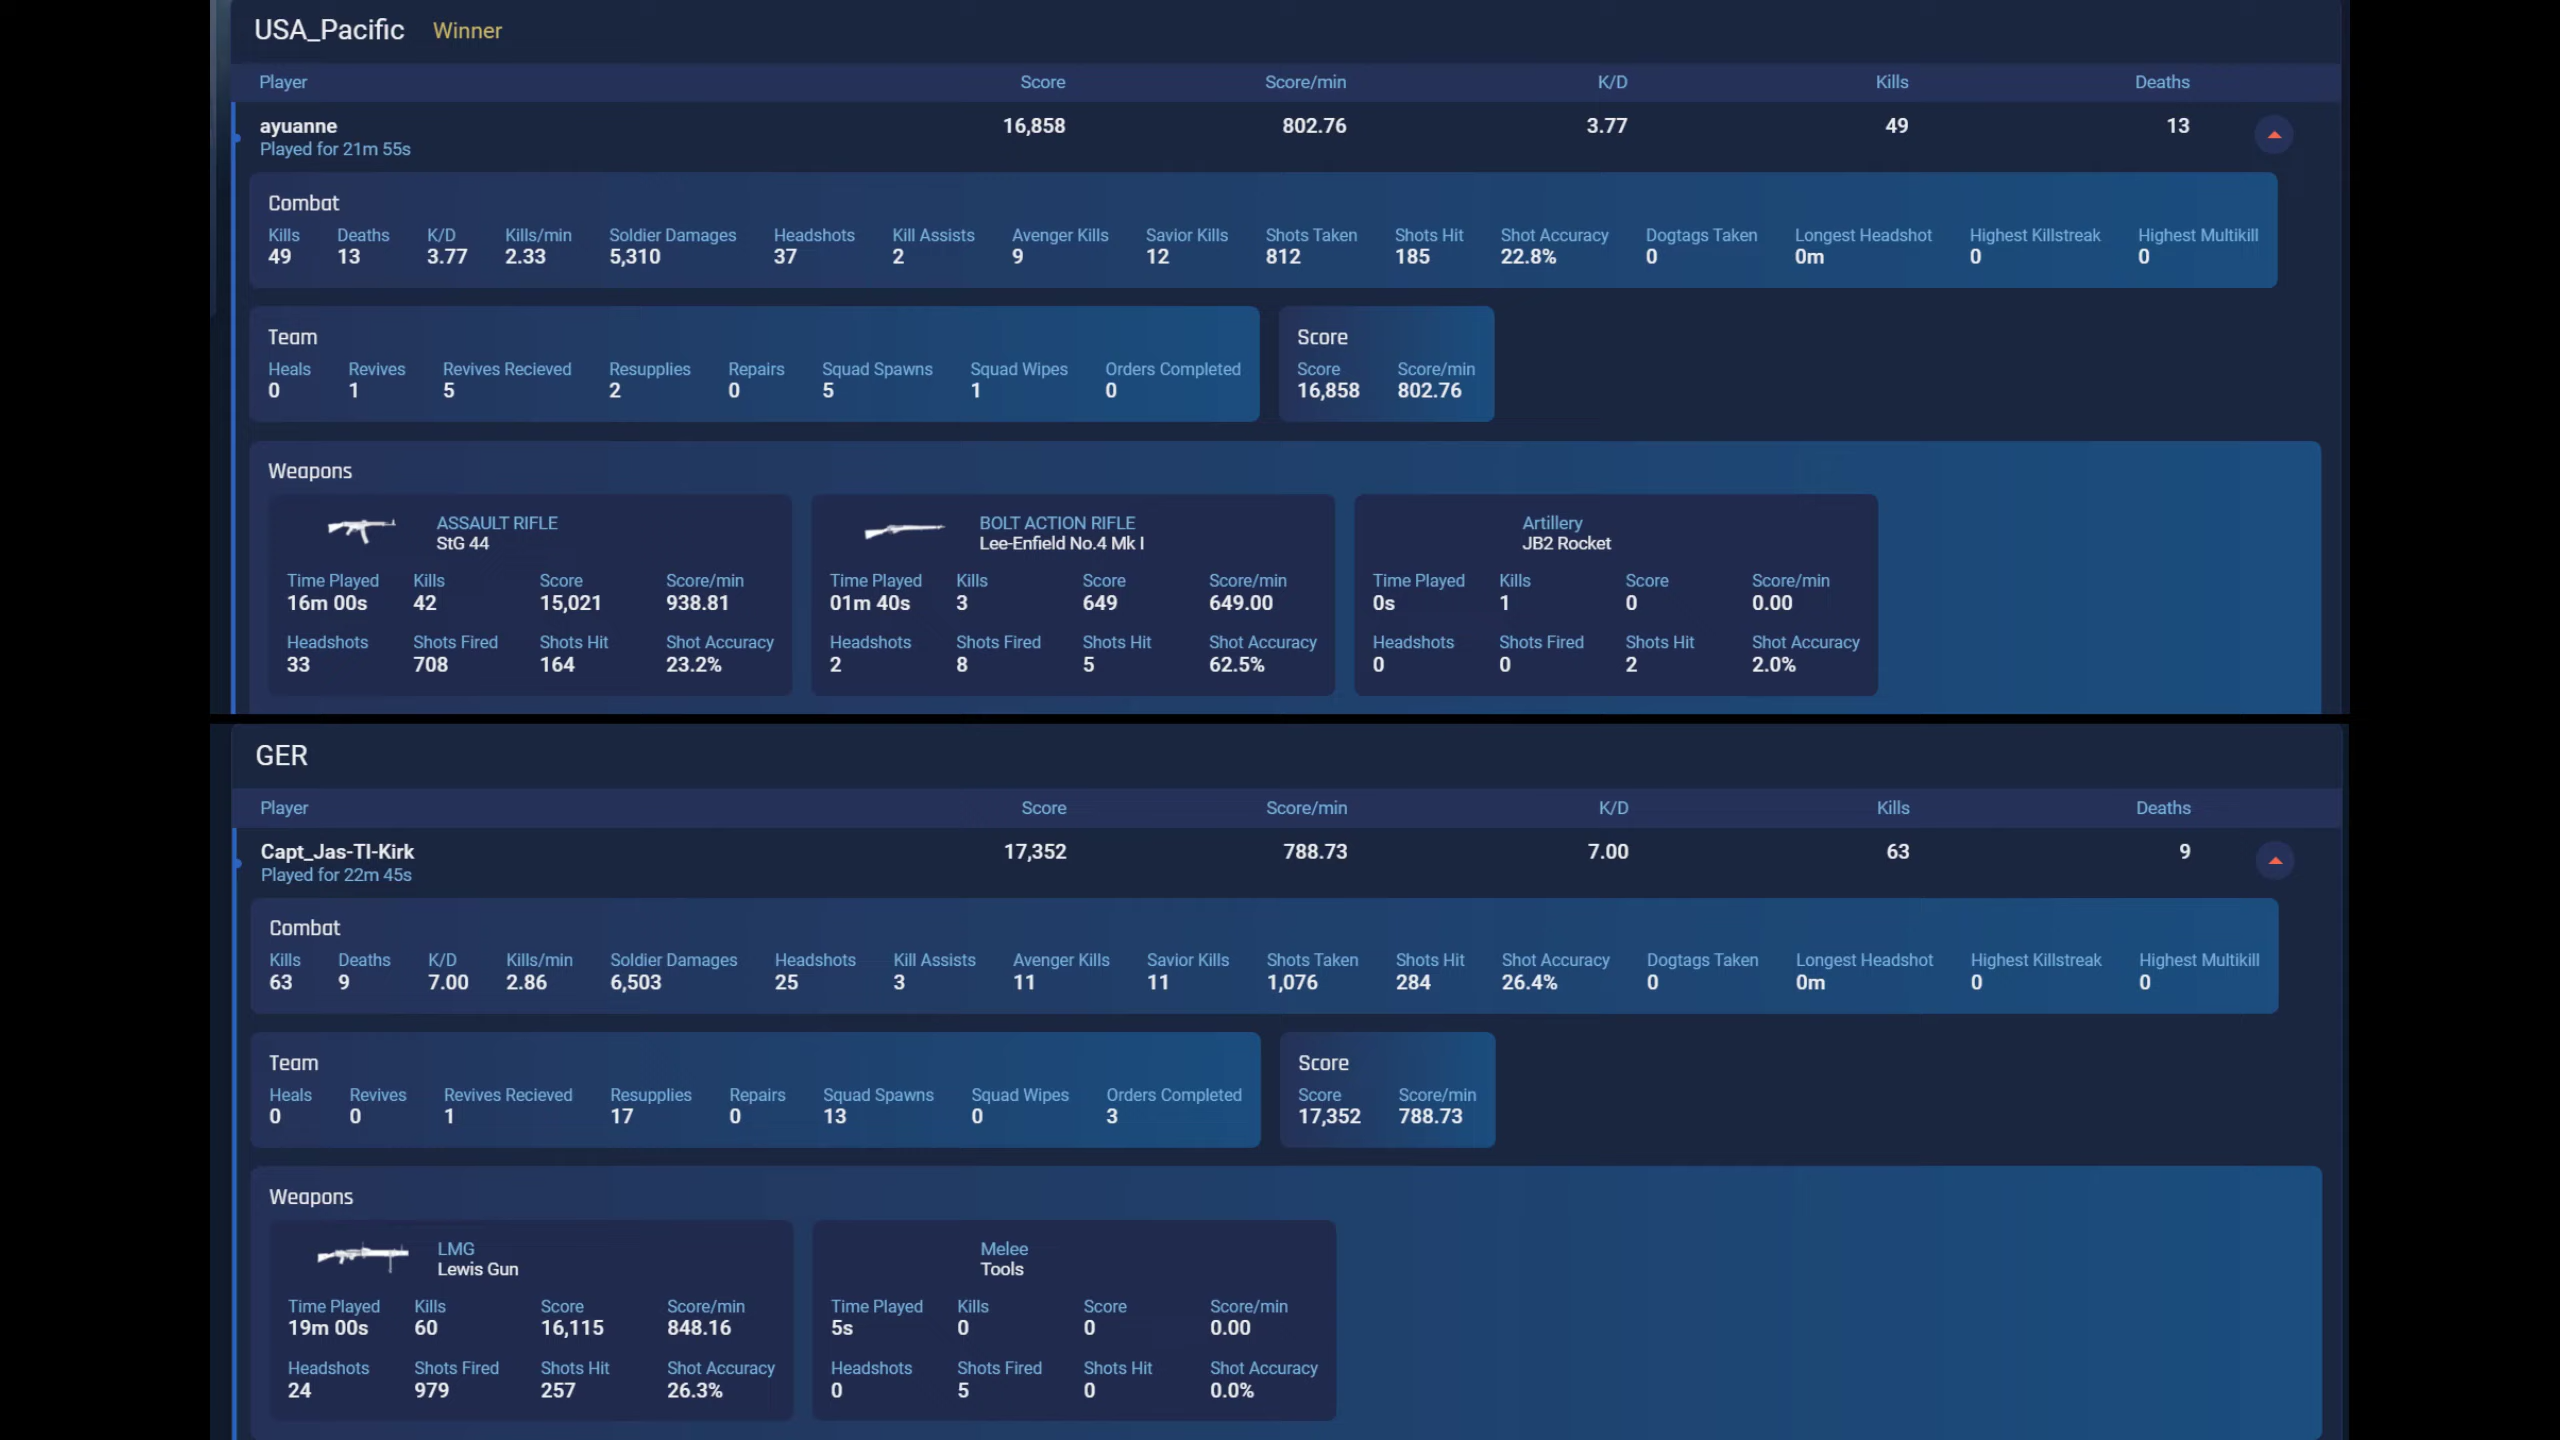 USA_Pacific Winner
Player Score Score/min K/D Kills Deaths
ayuanne 16,858 802.76 3.77 49 13
Played for 21m 55s
Combat
Kills Deaths K/D Kills/min Soldier Damages Headshots Kill Assists Avenger Kills Savior Kills Shots Taken Shots Hit Shot Accuracy Dogtags Taken Longest Headshot Highest Killstreak Highest Multikill
49 13 3.77 2.33 5,310 37 2 9 12 812 185 22.8% 0 0m 0 0
Team Score
Heals Revives Revives Recieved Resupplies Repairs Squad Spawns Squad Wipes Orders Completed Score Score/min
0 1 5 2 0 5 1 0 16,858 802.76
Weapons
ASSAULT RIFLE BOLT ACTION RIFLE Artillery
StG 44 Lee-Enfield No.4 Mk I JB2 Rocket
Time Played Kills Score Score/min Time Played Kills Score Score/min Time Played Kills Score Score/min
16m 00s 42 15,021 938.81 01m 40s 3 649 649.00 0s 1 0 0.00
Headshots Shots Fired Shots Hit Shot Accuracy Headshots Shots Fired Shots Hit Shot Accuracy Headshots Shots Fired Shots Hit Shot Accuracy
33 708 164 23.2% 2 8 5 62.5% 0 0 2 2.0%
GER
Player Score Score/min K/D Kills Deaths
Capt_Jas-TI-Kirk 17,352 788.73 7.00 63 9
Played for 22m 45s
Combat
Kills Deaths K/D Kills/min Soldier Damages Headshots Kill Assists Avenger Kills Savior Kills Shots Taken Shots Hit Shot Accuracy Dogtags Taken Longest Headshot Highest Killstreak Highest Multikill
63 9 7.00 2.86 6,503 25 3 11 11 1,076 284 26.4% 0 0m 0 0
Team Score
Heals Revives Revives Recieved Resupplies Repairs Squad Spawns Squad Wipes Orders Completed Score Score/min
0 0 1 17 0 13 0 3 17,352 788.73
Weapons
LMG Melee
Lewis Gun Tools
Time Played Kills Score Score/min Time Played Kills Score Score/min
19m 00s 60 16,115 848.16 5s 0 0 0.00
Headshots Shots Fired Shots Hit Shot Accuracy Headshots Shots Fired Shots Hit Shot Accuracy
24 979 257 26.3% 0 5 0 0.0%